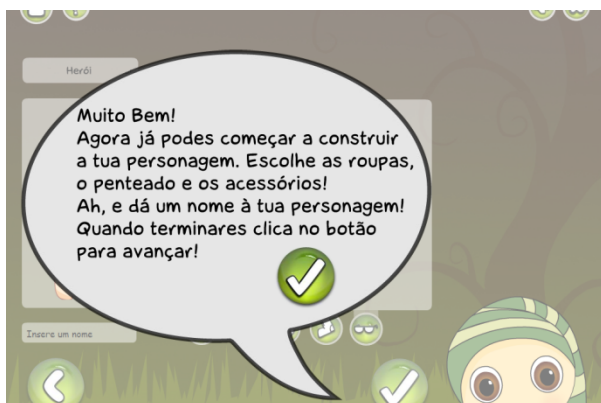 Herói
Muito Bem!
Agora já podes começar a construir
a tua personagem. Escolhe as roupas,
o penteado e os acessórios!
Ah, e dá um nome à tua personagem!
Quando terminares clica no botão
para avançar!
Insere um nome